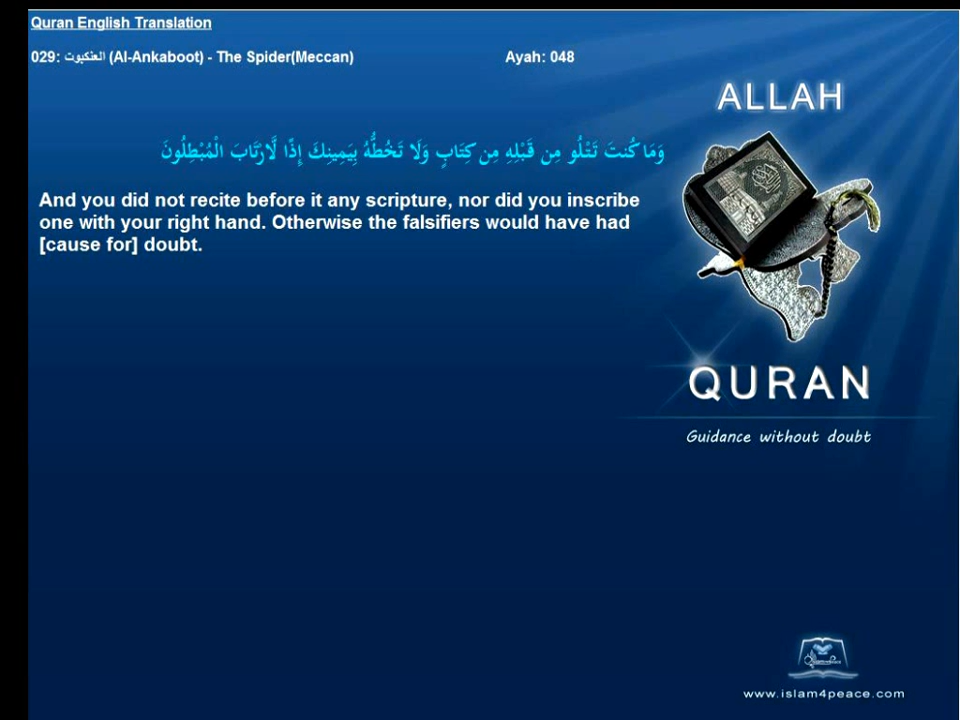 Quran English Translation
029: العنكبوت (Al-Ankaboot) - The Spider(Meccan)
Ayah: 048
ALLAH
وَمَا كُنتَ تَتْلُو مِن قَبْلِهِ مِن كِتَابٍ وَلَا تَخُطُّهُ بِيَمِينِكَ إِذًا لَّارْتَابَ الْمُبْطِلُونَ
And you did not recite before it any scripture, nor did you inscribe
one with your right hand. Otherwise the falsifiers would have had
[cause for] doubt.
QURAN
Guidance without doubt
www.islam4peace.com